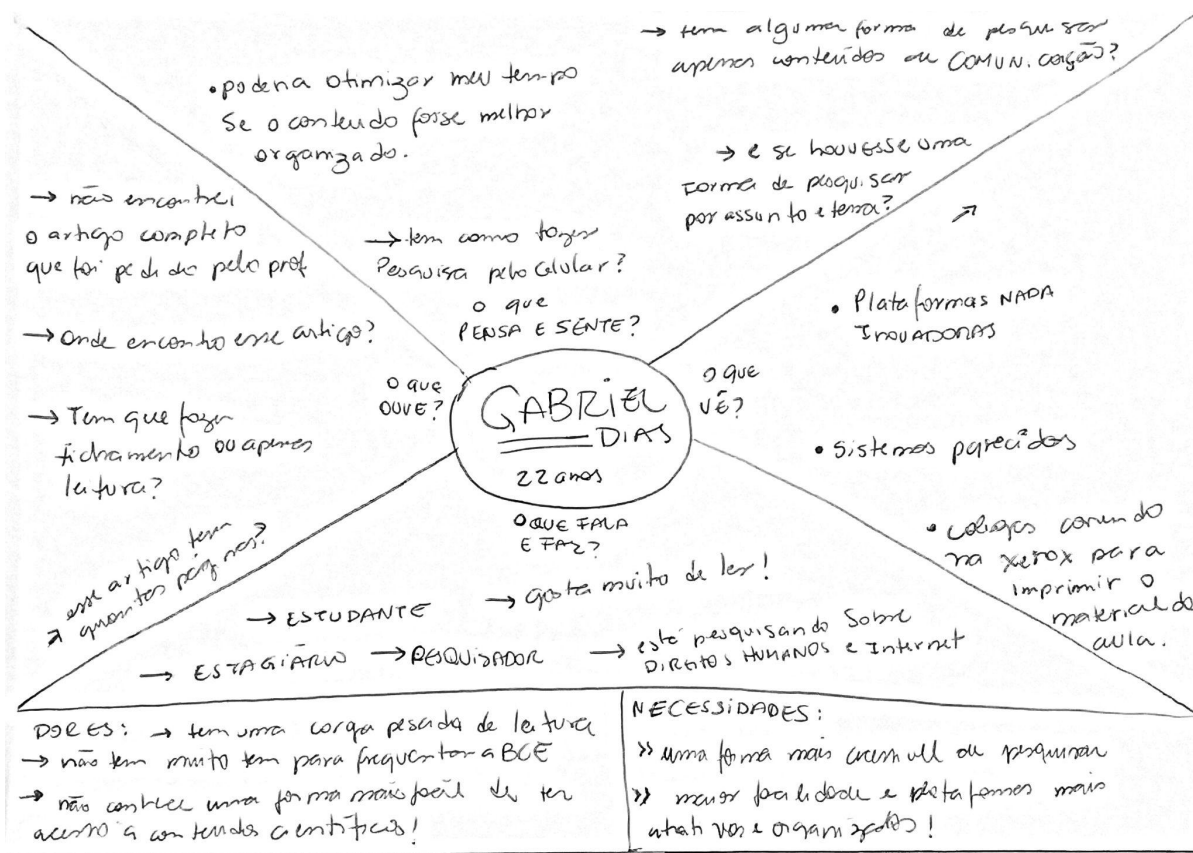 → tem alguma forma de pesquisar
apenas conteúdos de COMUNicação?
→ e se houvesse uma
forma de pesquisar
por assunto e tema?
• poderia otimizar meu tempo
se o conteúdo fosse melhor
organizado.
→ tem como fazer
Pesquisa pelo celular?
O que
PENSA E SENTE?
→ não encontrei
o artigo completo
que foi pedido pelo prof
→ Onde encontro esse artigo?
→ Tem que fazer
fichamento ou apenas
leitura?
→ esse artigo tem
quantas páginas?
O que
OUVE?
GABRIEL
DIAS
22 anos
O QUE
VÊ?
→
• Plataformas NADA
INOVADORAS
• Sistemas parecidos
• colegas correndo
na xerox para
imprimir o
material da
aula.
O QUE FALA
E FAZ?
→ gosta muito de ler!
→ ESTUDANTE
→ ESTAGIÁRIO → PESQUISADOR → está pesquisando Sobre
DIREITOS HUMANOS e Internet
DORES: → tem uma carga pesada de leitura
→ não tem muito tem para frequentar a BCE
→ não conhece uma forma mais fácil de ter
acesso a conteúdos científicos!
NECESSIDADES:
» uma forma mais de pesquisar
» maior facilidade e plataformas mais
atrativas e organizadas!